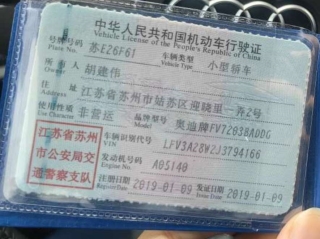 中华人民共和国机动车行驶证
Vehicle License of the People's Republic of China
号牌号码 苏E26F61 车辆类型 小型轿车
Plate No. Vehicle Type
所有人 胡建伟
Owner
住址 江苏省苏州市姑苏区迎晓里一弄2号
Address
使用性质 非营运 品牌型号 奥迪牌FV7203BADDG
Use Character Model
江苏省苏州市公安局交通警察支队
车辆识别代号 LFV3A28W2J3794166
VIN
发动机号码 A05140
Engine No.
注册日期 2019-01-09 发证日期 2019-01-09
Register Date Issue Date